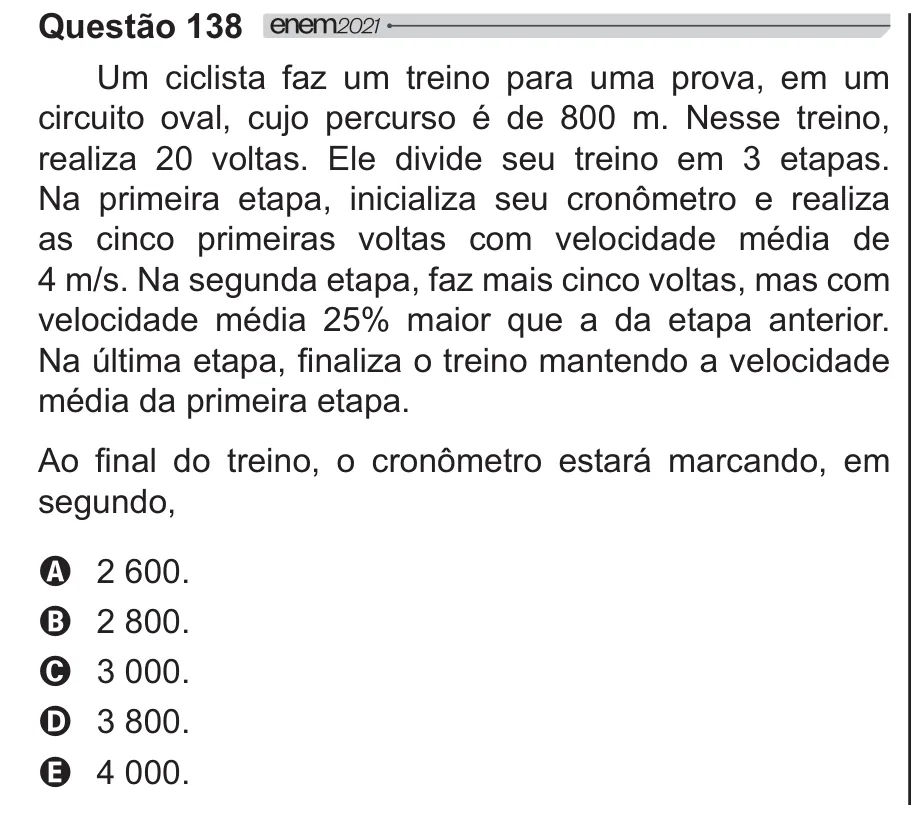 Questão 138 enem2021
Um ciclista faz um treino para uma prova, em um
circuito oval, cujo percurso é de 800 m. Nesse treino,
realiza 20 voltas. Ele divide seu treino em 3 etapas.
Na primeira etapa, inicializa seu cronômetro e realiza
as cinco primeiras voltas com velocidade média de
4 m/s. Na segunda etapa, faz mais cinco voltas, mas com
velocidade média 25% maior que a da etapa anterior.
Na última etapa, finaliza o treino mantendo a velocidade
média da primeira etapa.
Ao final do treino, o cronômetro estará marcando, em
segundo,
A 2 600.
B 2 800.
C 3 000.
D 3 800.
E 4 000.